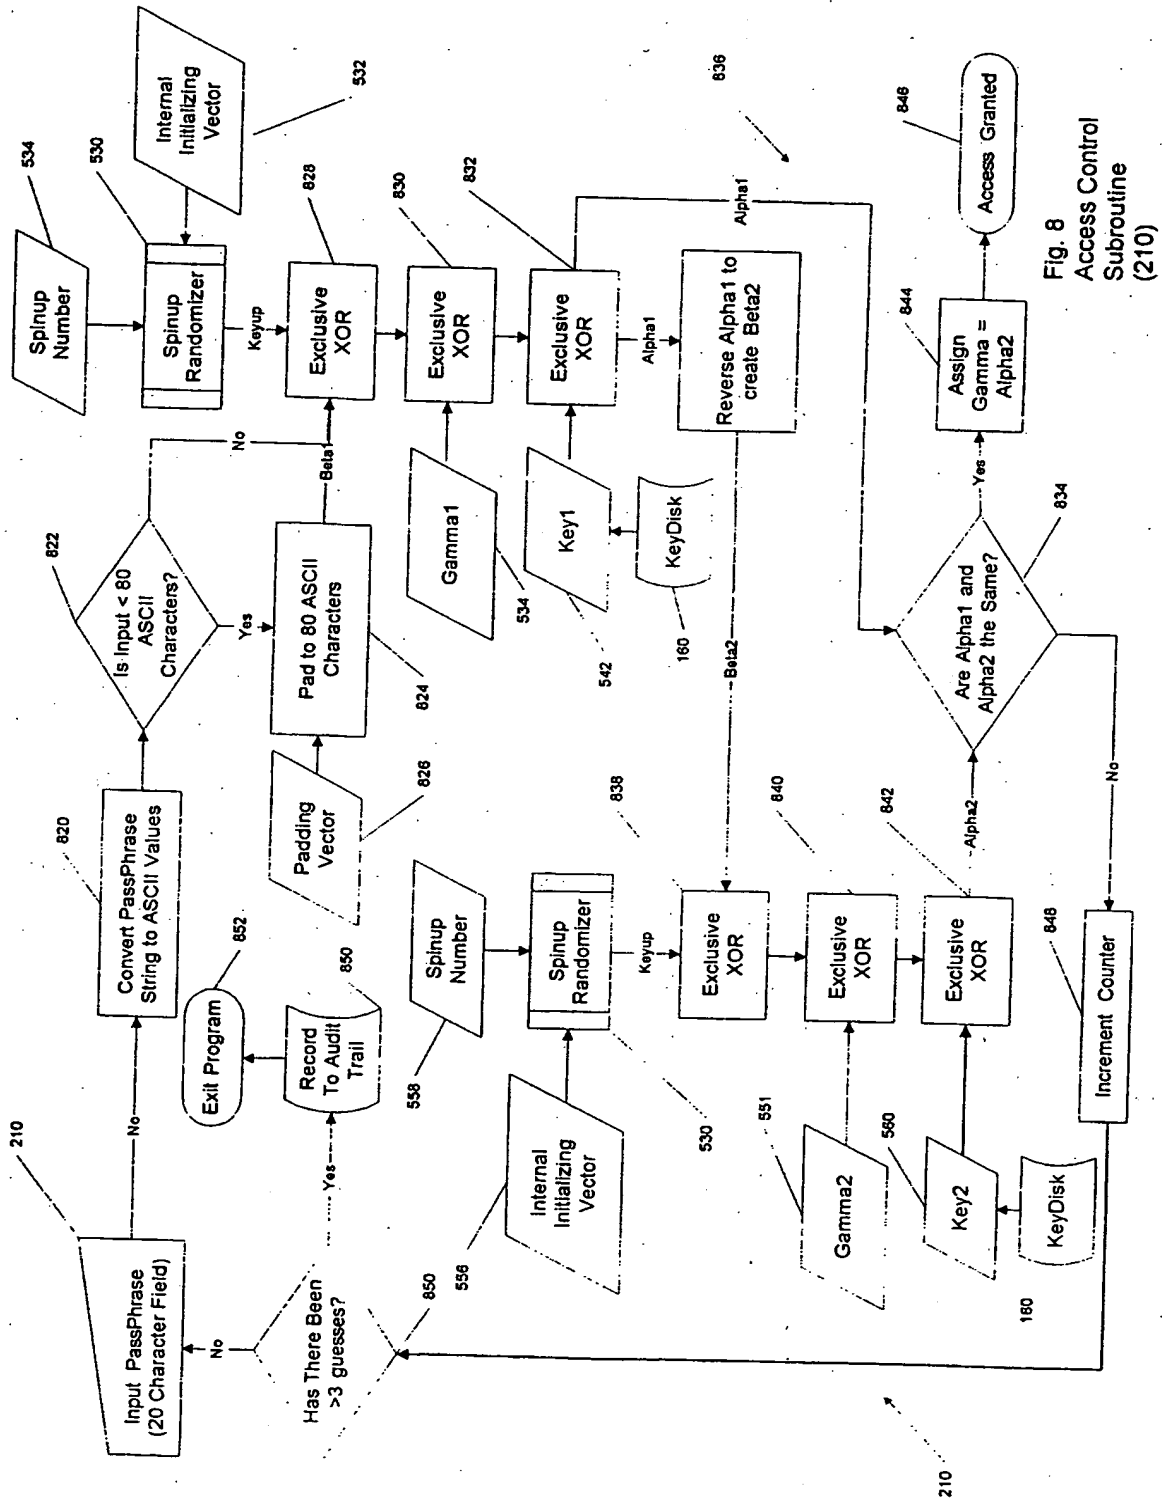 210
Input PassPhrase
(20 Character Field)
No
820
Convert PassPhrase
String to ASCII Values
822
Is Input < 80
ASCII
Characters?
No
Yes
534
Spinup
Number
530
Spinup
Randomizer
Internal
Initializing
Vector
532
Keyup
852
Exit Program
850
Record
To Audit
Trail
Padding
Vector
826
Pad to 80 ASCII
Characters
824
Beta1
Exclusive
XOR
828
No
Has There Been
>3 guesses?
Yes
850
Gamma1
534
Exclusive
XOR
830
558
Spinup
Number
Key1
542
KeyDisk
160
Exclusive
XOR
832
Alpha1
Internal
Initializing
Vector
556
Spinup
Randomizer
530
Keyup
Reverse Alpha1 to
create Beta2
Alpha1
836
Beta2
Exclusive
XOR
838
551
Gamma2
Exclusive
XOR
840
560
Key2
KeyDisk
160
Exclusive
XOR
842
Alpha2
Are Alpha1 and
Alpha2 the Same?
834
Yes
Assign
Gamma =
Alpha2
844
Access Granted
846
No
Increment Counter
848
210
Fig. 8
Access Control
Subroutine
(210)